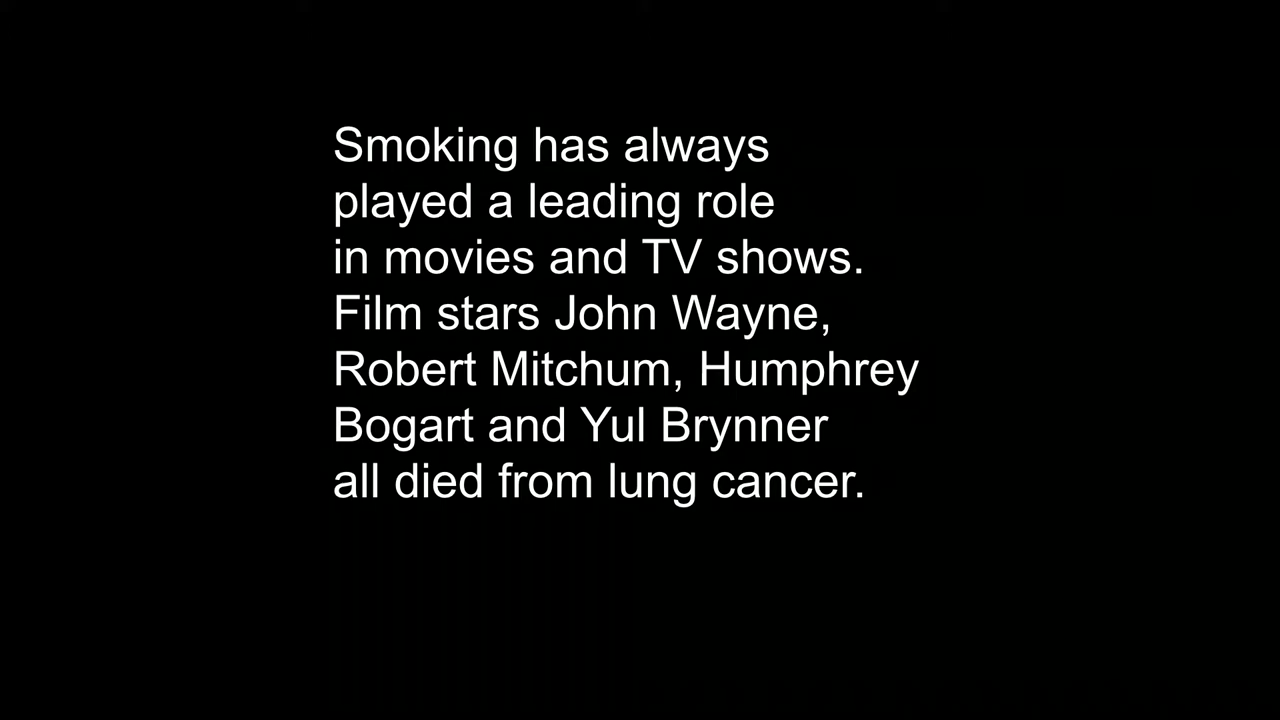 Smoking has always
played a leading role
in movies and TV shows.
Film stars John Wayne,
Robert Mitchum, Humphrey
Bogart and Yul Brynner
all died from lung cancer.